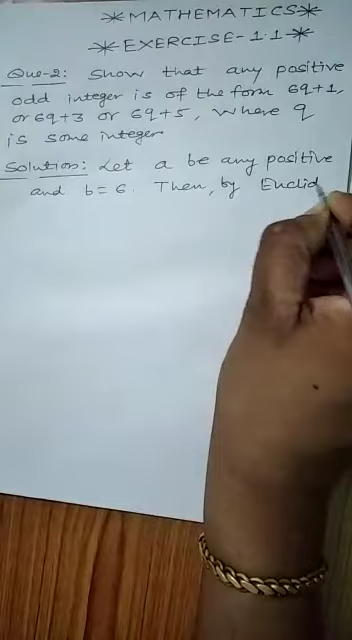 *MATHEMATICS*
*EXERCISE-1.1*
Que-2: Show that any positive
odd integer is of the form 6q+1,
or 6q+3 or 6q+5, where q
is some integer.
Solution: Let a be any positive
and b = 6. Then, by Euclid